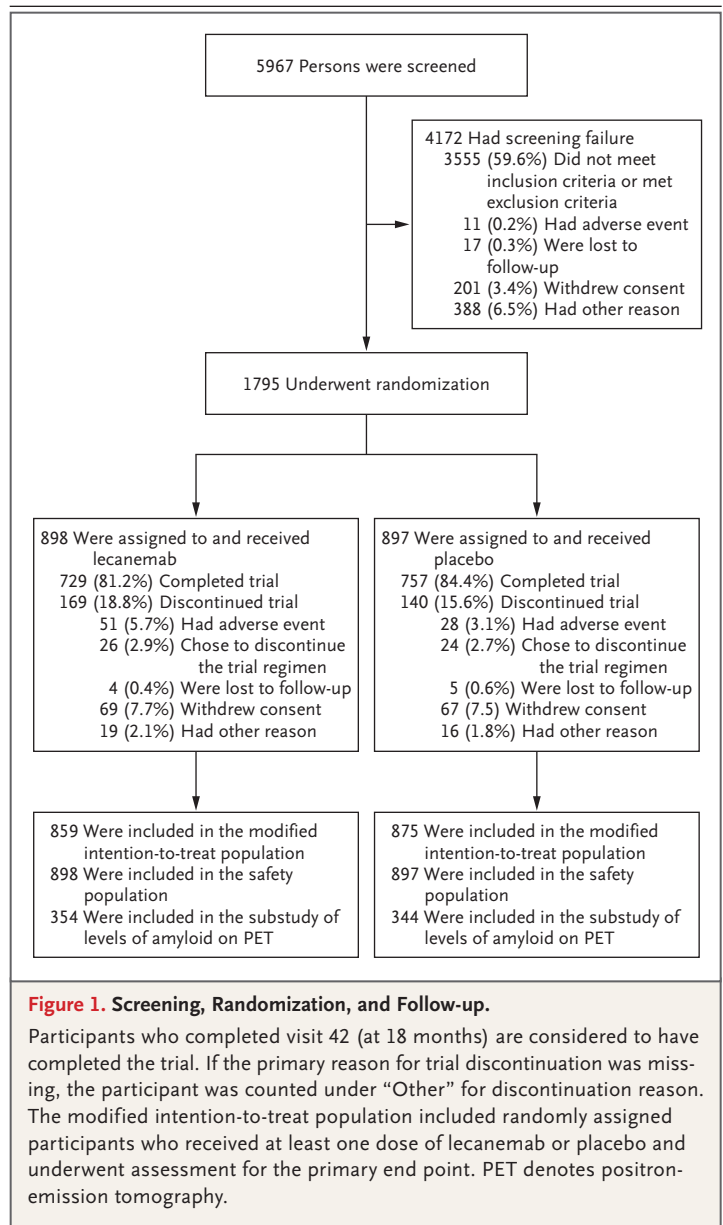 5967 Persons were screened
4172 Had screening failure
3555 (59.6%) Did not meet
inclusion criteria or met
exclusion criteria
11 (0.2%) Had adverse event
17 (0.3%) Were lost to
follow-up
201 (3.4%) Withdrew consent
388 (6.5%) Had other reason
1795 Underwent randomization
898 Were assigned to and received
lecanemab
729 (81.2%) Completed trial
169 (18.8%) Discontinued trial
51 (5.7%) Had adverse event
26 (2.9%) Chose to discontinue
the trial regimen
4 (0.4%) Were lost to follow-up
69 (7.7%) Withdrew consent
19 (2.1%) Had other reason
897 Were assigned to and received
placebo
757 (84.4%) Completed trial
140 (15.6%) Discontinued trial
28 (3.1%) Had adverse event
24 (2.7%) Chose to discontinue
the trial regimen
5 (0.6%) Were lost to follow-up
67 (7.5) Withdrew consent
16 (1.8%) Had other reason
859 Were included in the modified
intention-to-treat population
898 Were included in the safety
population
354 Were included in the substudy of
levels of amyloid on PET
875 Were included in the modified
intention-to-treat population
897 Were included in the safety
population
344 Were included in the substudy of
levels of amyloid on PET
Figure 1. Screening, Randomization, and Follow-up.
Participants who completed visit 42 (at 18 months) are considered to have
completed the trial. If the primary reason for trial discontinuation was miss-
ing, the participant was counted under “Other” for discontinuation reason.
The modified intention-to-treat population included randomly assigned
participants who received at least one dose of lecanemab or placebo and
underwent assessment for the primary end point. PET denotes positron-
emission tomography.